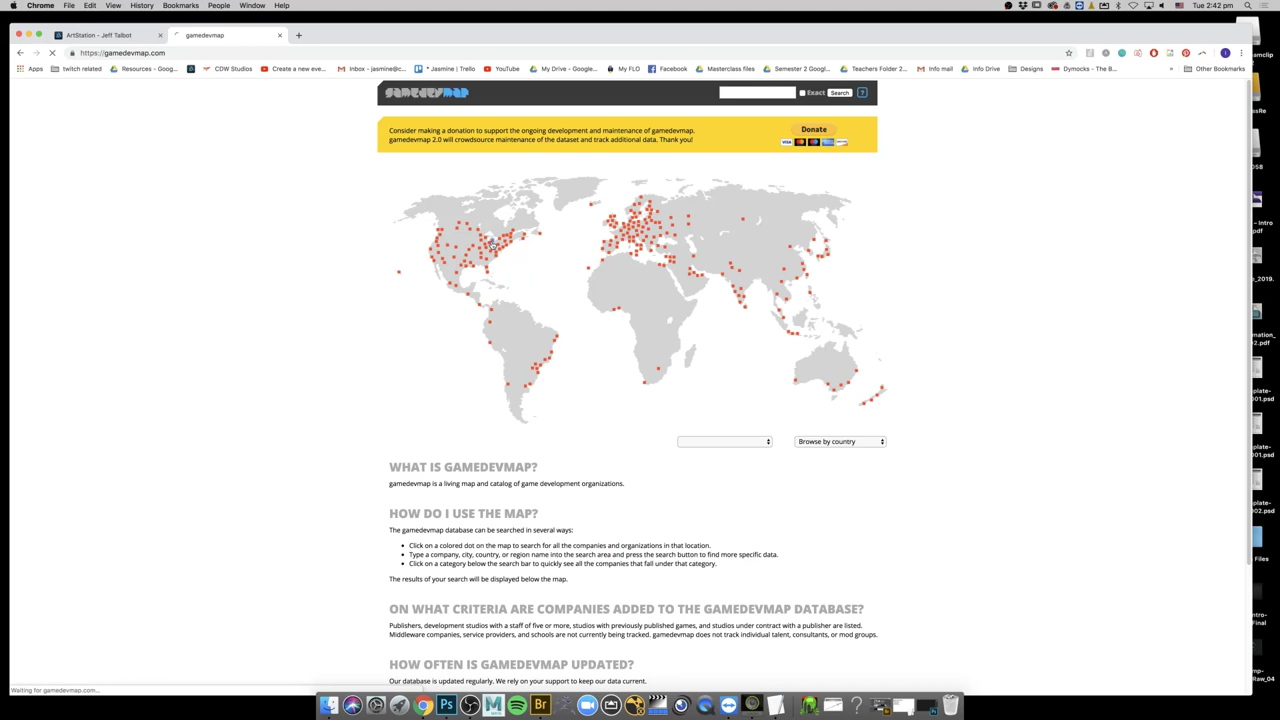 Chrome File Edit View History Bookmarks People Window Help Tue 2:42 pm
ArtStation - Jeff Talbot gamedevmap
https://gamedevmap.com
Apps twitch related Resources - Goog... CDW Studios Create a new eve... Inbox - jasmine@c... * Jasmine | Trello YouTube My Drive - Google... My FLO Facebook Masterclass files Semester 2 Googl... Teachers Folder 2... Info mail Info Drive Designs Dymocks - The B... » Other Bookmarks
gamedevmap Exact Search ?
Consider making a donation to support the ongoing development and maintenance of gamedevmap.
gamedevmap 2.0 will crowdsource maintenance of the dataset and track additional data. Thank you!
Donate
VISA
Browse by country
WHAT IS GAMEDEVMAP?
gamedevmap is a living map and catalog of game development organizations.
HOW DO I USE THE MAP?
The gamedevmap database can be searched in several ways:
• Click on a colored dot on the map to search for all the companies and organizations in that location.
• Type a company, city, country, or region name into the search area and press the search button to find more specific data.
• Click on a category below the search bar to quickly see all the companies that fall under that category.
The results of your search will be displayed below the map.
ON WHAT CRITERIA ARE COMPANIES ADDED TO THE GAMEDEVMAP DATABASE?
Publishers, development studios with a staff of five or more, studios with previously published games, and studios under contract with a publisher are listed.
Middleware companies, service providers, and schools are not currently being tracked. gamedevmap does not track individual talent, consultants, or mod groups.
HOW OFTEN IS GAMEDEVMAP UPDATED?
Our database is updated regularly. We rely on your support to keep our data current.
Waiting for gamedevmap.com...
Ps
Br